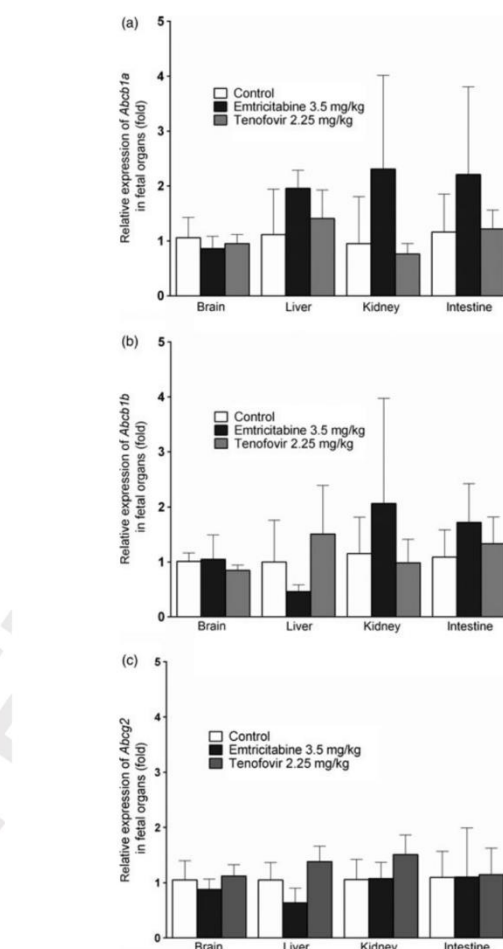 (a)
Relative expression of Abcb1a
in fetal organs (fold)
5
4
3
2
1
0
Control
Emtricitabine 3.5 mg/kg
Tenofovir 2.25 mg/kg
Brain Liver Kidney Intestine
(b)
Relative expression of Abcb1b
in fetal organs (fold)
5
4
3
2
1
0
Control
Emtricitabine 3.5 mg/kg
Tenofovir 2.25 mg/kg
Brain Liver Kidney Intestine
(c)
Relative expression of Abcg2
in fetal organs (fold)
5
4
3
2
1
0
Control
Emtricitabine 3.5 mg/kg
Tenofovir 2.25 mg/kg
Brain Liver Kidney Intestine